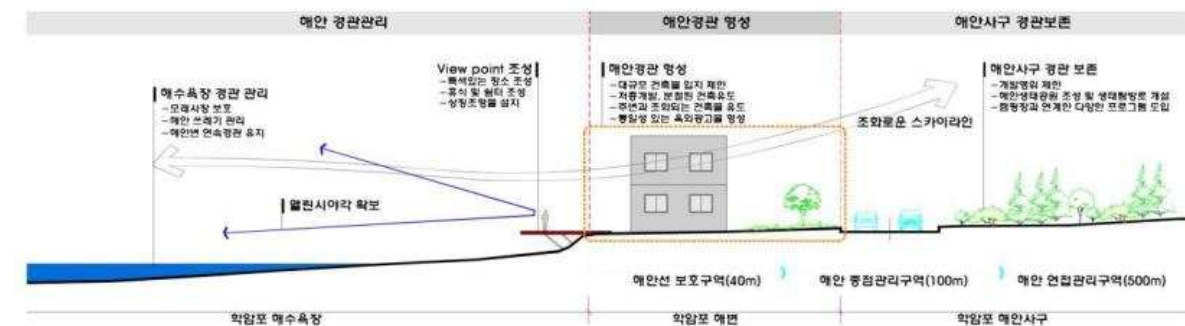 해안 경관관리
해안경관 형성
해안사구 경관보존
해수욕장 경관 관리
-모래사장 보호
-해안 쓰레기 관리
-해안변 연속경관 유지
View point 조성
-특색있는 장소 조성
-휴식 및 쉼터 조성
-상징조형물 설치
해안경관 형성
-대규모 건축물 입지 제안
-저층개발, 분절된 건축유도
-주변과 조화되는 건축물 유도
-통일성 있는 옥외광고물 형성
해안사구 경관 보존
-개발행위 제안
-해안생태공원 조성 및 생태탐방로 개설
-캠핑장과 연계한 다양한 프로그램 도입
조화로운 스카이라인
열린시야각 확보
해안선 보호구역(40m)
해안 중점관리구역(100m)
해안 연접관리구역(500m)
학암포 해수욕장
학암포 해변
학암포 해안사구